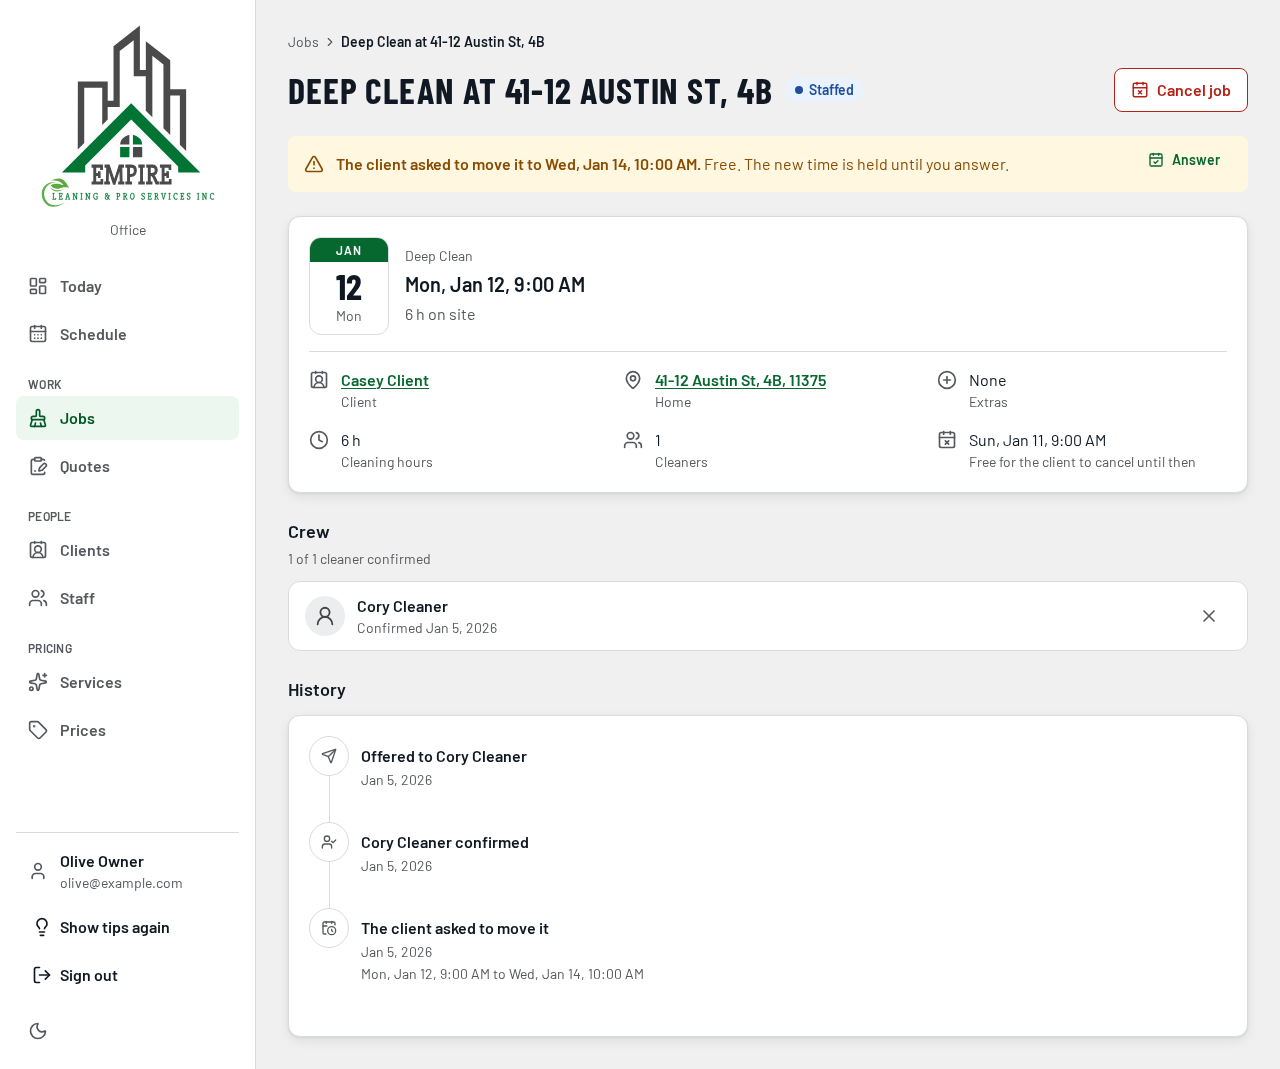 EMPIRE
LEANING & PRO SERVICES INC
Office
Today
Schedule
WORK
Jobs
Quotes
PEOPLE
Clients
Staff
PRICING
Services
Prices
Olive Owner
olive@example.com
Show tips again
Sign out
Jobs > Deep Clean at 41-12 Austin St, 4B
DEEP CLEAN AT 41-12 AUSTIN ST, 4B
Staffed
Cancel job
The client asked to move it to Wed, Jan 14, 10:00 AM. Free. The new time is held until you answer.
Answer
JAN
12
Mon
Deep Clean
Mon, Jan 12, 9:00 AM
6 h on site
Casey Client
Client
41-12 Austin St, 4B, 11375
Home
None
Extras
6 h
Cleaning hours
1
Cleaners
Sun, Jan 11, 9:00 AM
Free for the client to cancel until then
Crew
1 of 1 cleaner confirmed
Cory Cleaner
Confirmed Jan 5, 2026
History
Offered to Cory Cleaner
Jan 5, 2026
Cory Cleaner confirmed
Jan 5, 2026
The client asked to move it
Jan 5, 2026
Mon, Jan 12, 9:00 AM to Wed, Jan 14, 10:00 AM